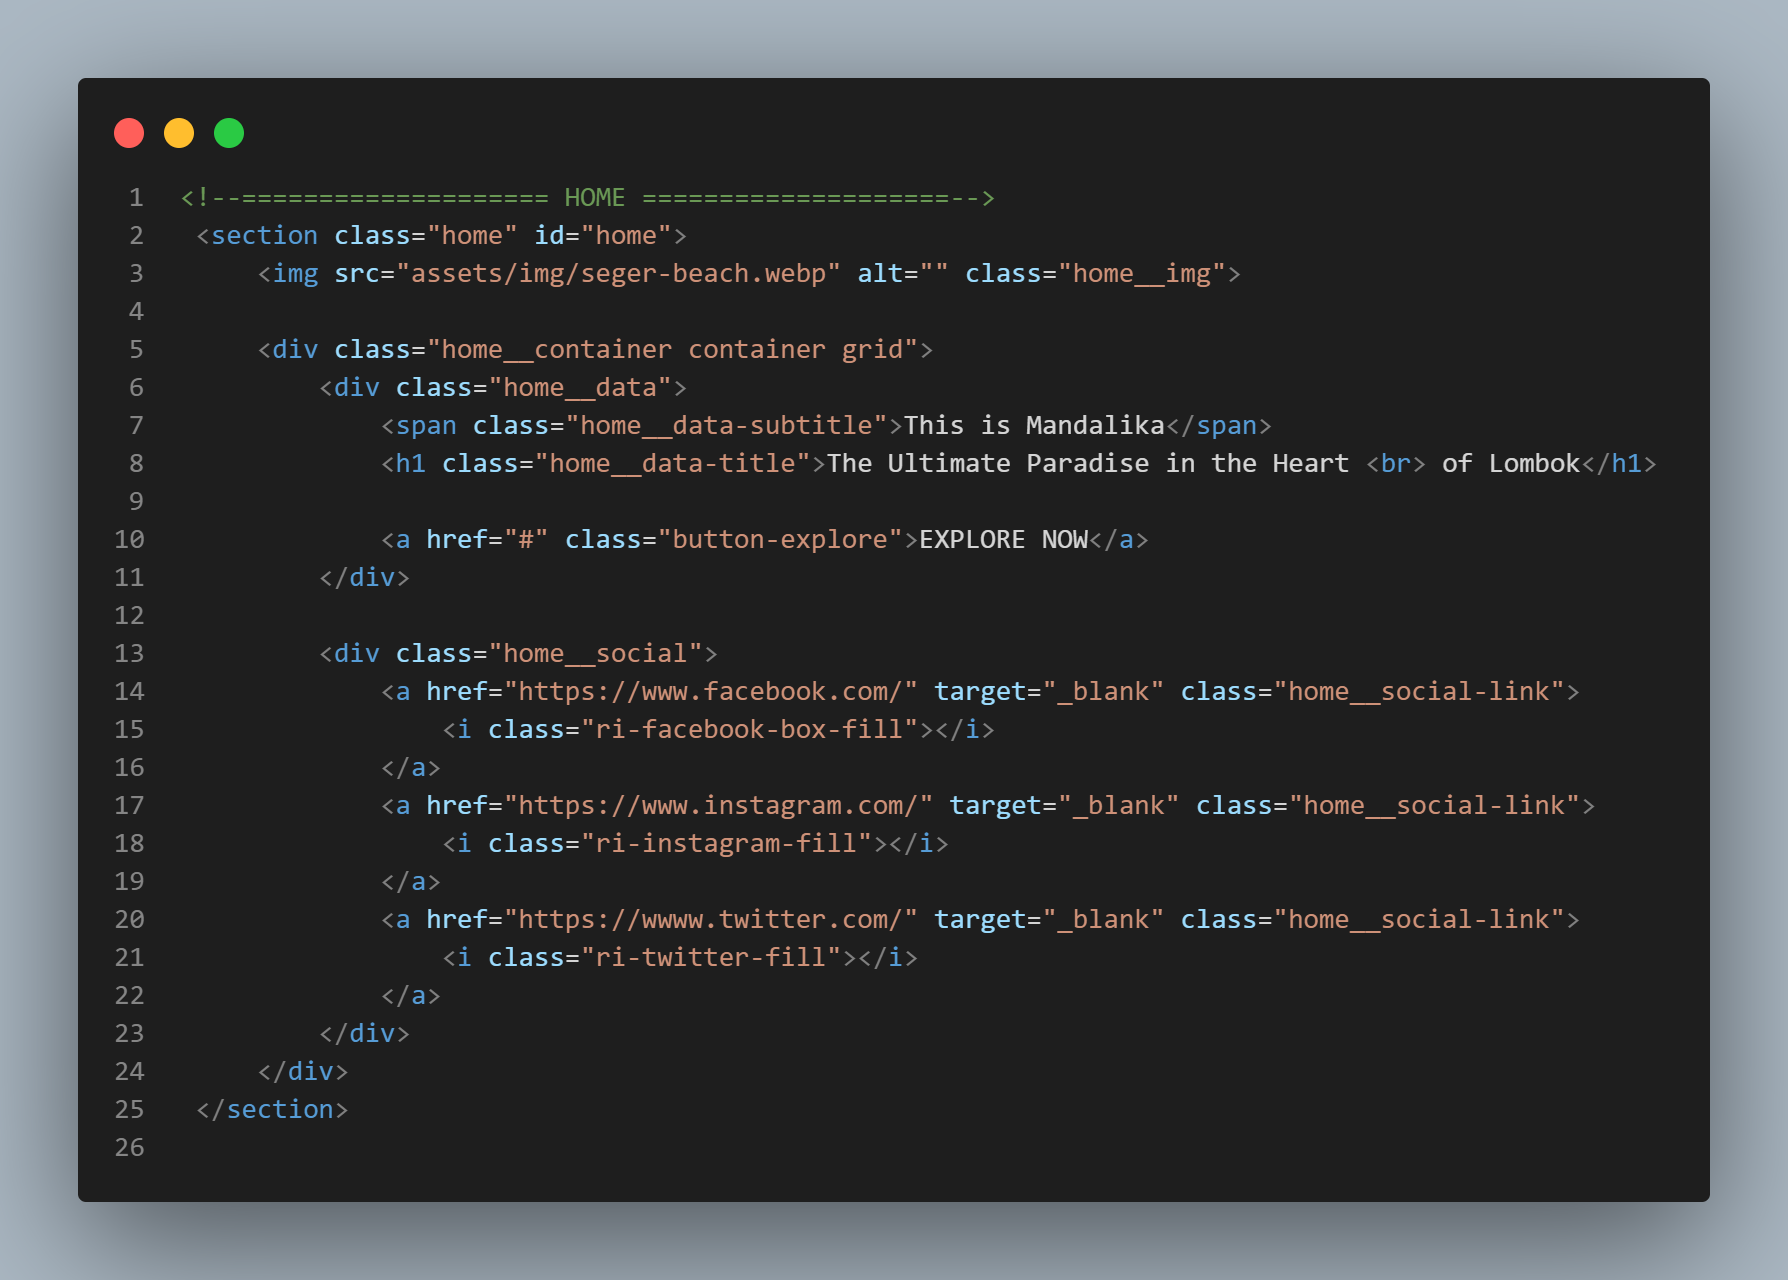 1 <!--==================== HOME ====================-->
2 <section class="home" id="home">
3 <img src="assets/img/seger-beach.webp" alt="" class="home__img">
4
5 <div class="home__container container grid">
6 <div class="home__data">
7 <span class="home__data-subtitle">This is Mandalika</span>
8 <h1 class="home__data-title">The Ultimate Paradise in the Heart <br> of Lombok</h1>
9
10 <a href="#" class="button-explore">EXPLORE NOW</a>
11 </div>
12
13 <div class="home__social">
14 <a href="https://www.facebook.com/" target="_blank" class="home__social-link">
15 <i class="ri-facebook-box-fill"></i>
16 </a>
17 <a href="https://www.instagram.com/" target="_blank" class="home__social-link">
18 <i class="ri-instagram-fill"></i>
19 </a>
20 <a href="https://wwww.twitter.com/" target="_blank" class="home__social-link">
21 <i class="ri-twitter-fill"></i>
22 </a>
23 </div>
24 </div>
25 </section>
26